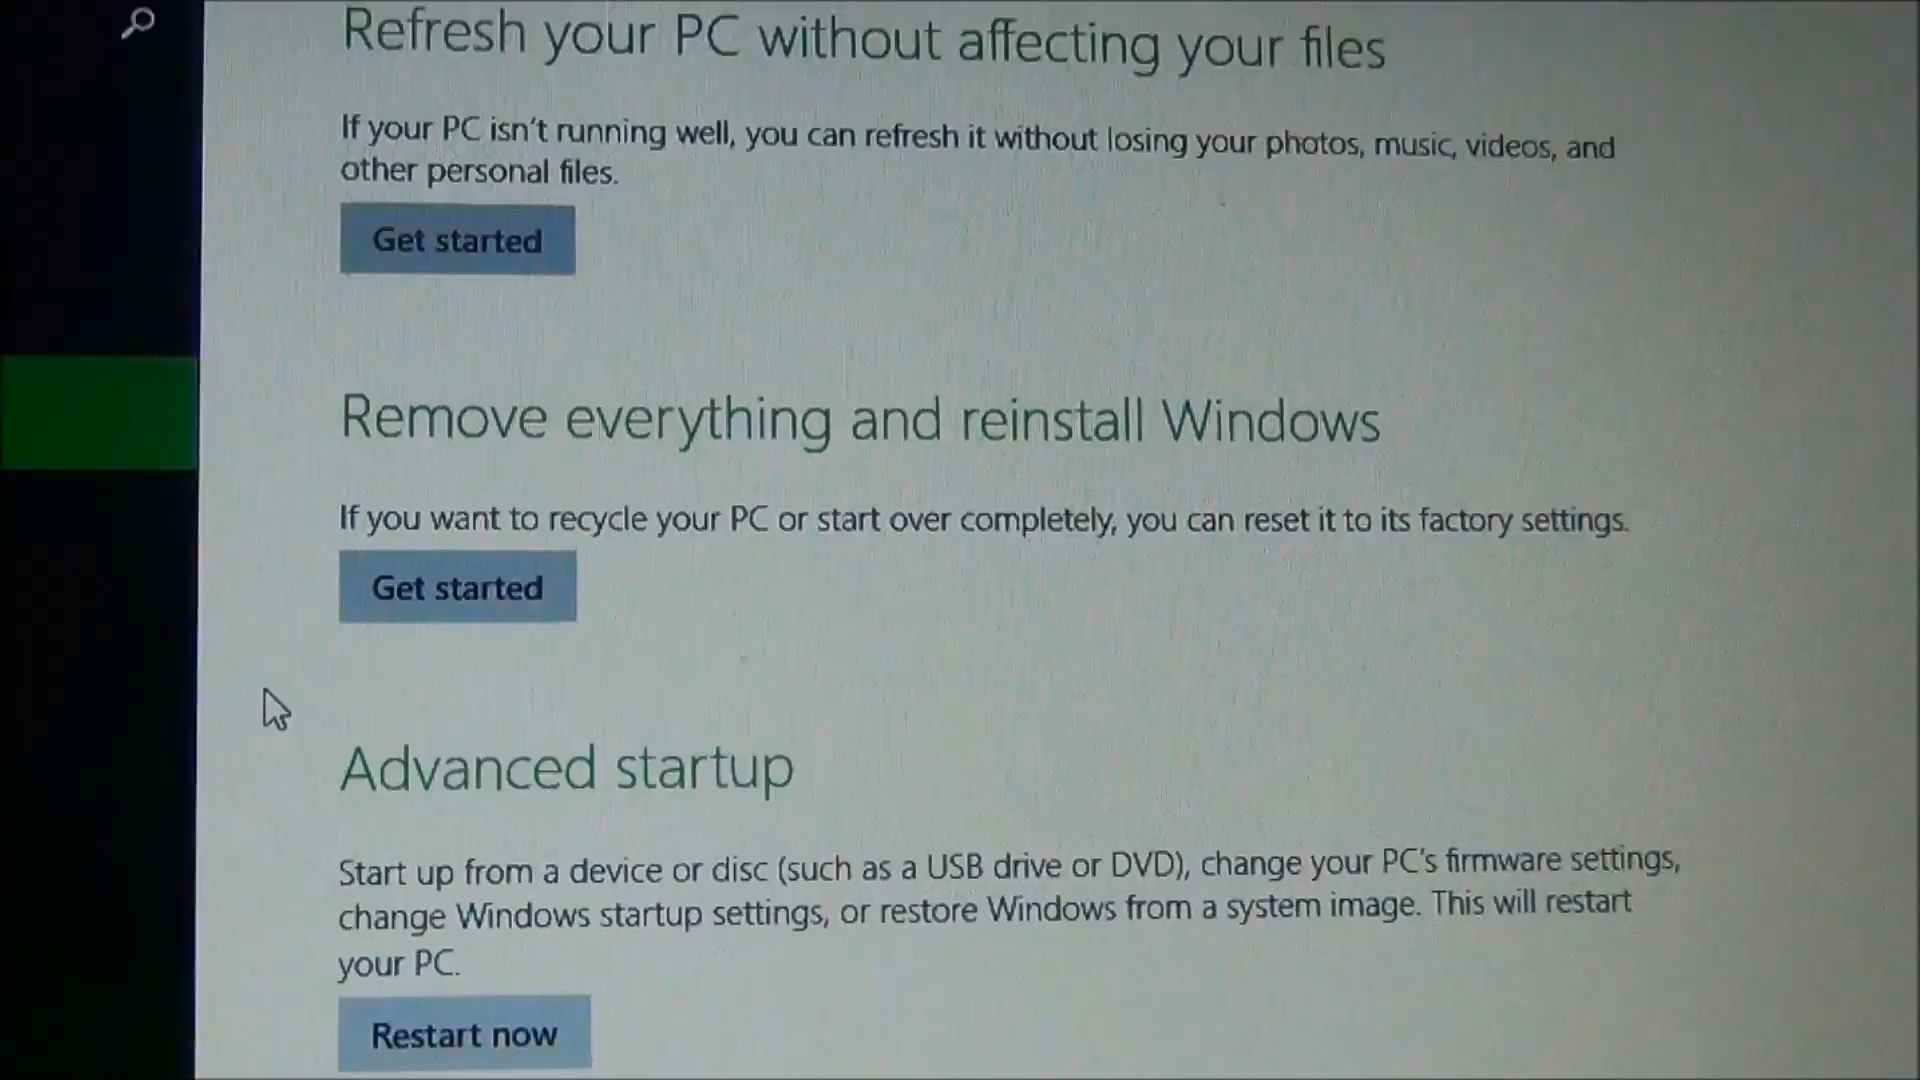 Refresh your PC without affecting your files
If your PC isn't running well, you can refresh it without losing your photos, music, videos, and
other personal files.
Get started
Remove everything and reinstall Windows
If you want to recycle your PC or start over completely, you can reset it to its factory settings.
Get started
Advanced startup
Start up from a device or disc (such as a USB drive or DVD), change your PC's firmware settings,
change Windows startup settings, or restore Windows from a system image. This will restart
your PC.
Restart now